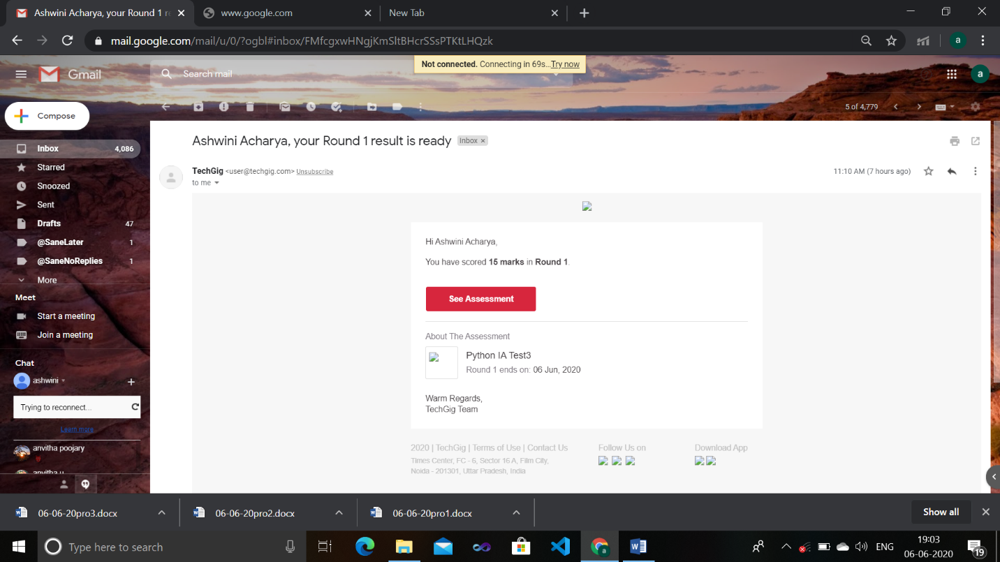 Ashwini Acharya, your Round 1 re
www.google.com
New Tab
mail.google.com/mail/u/0/?ogbl#inbox/FMfcgxwHNgjKmSltBHcrSSsPTKtLHQzk
a
Not connected. Connecting in 69s...Try now
Gmail
Search mail
a
Compose
5 of 4,779
Inbox 4,086
Starred
Snoozed
Sent
Drafts 47
@SaneLater 1
@SaneNoReplies 1
More
Meet
Start a meeting
Join a meeting
Chat
ashwini
Trying to reconnect...
Learn more
anvitha poojary
anvitha u
Ashwini Acharya, your Round 1 result is ready Inbox x
TechGig <user@techgig.com> Unsubscribe
11:10 AM (7 hours ago)
to me
Hi Ashwini Acharya,
You have scored 15 marks in Round 1.
See Assessment
About The Assessment
Python IA Test3
Round 1 ends on: 06 Jun, 2020
Warm Regards,
TechGig Team
2020 | TechGig | Terms of Use | Contact Us
Times Center, FC - 6, Sector 16 A, Film City,
Noida - 201301, Uttar Pradesh, India
Follow Us on
Download App
06-06-20pro3.docx
06-06-20pro2.docx
06-06-20pro1.docx
Show all
Type here to search
a
ENG
19:03
06-06-2020
19